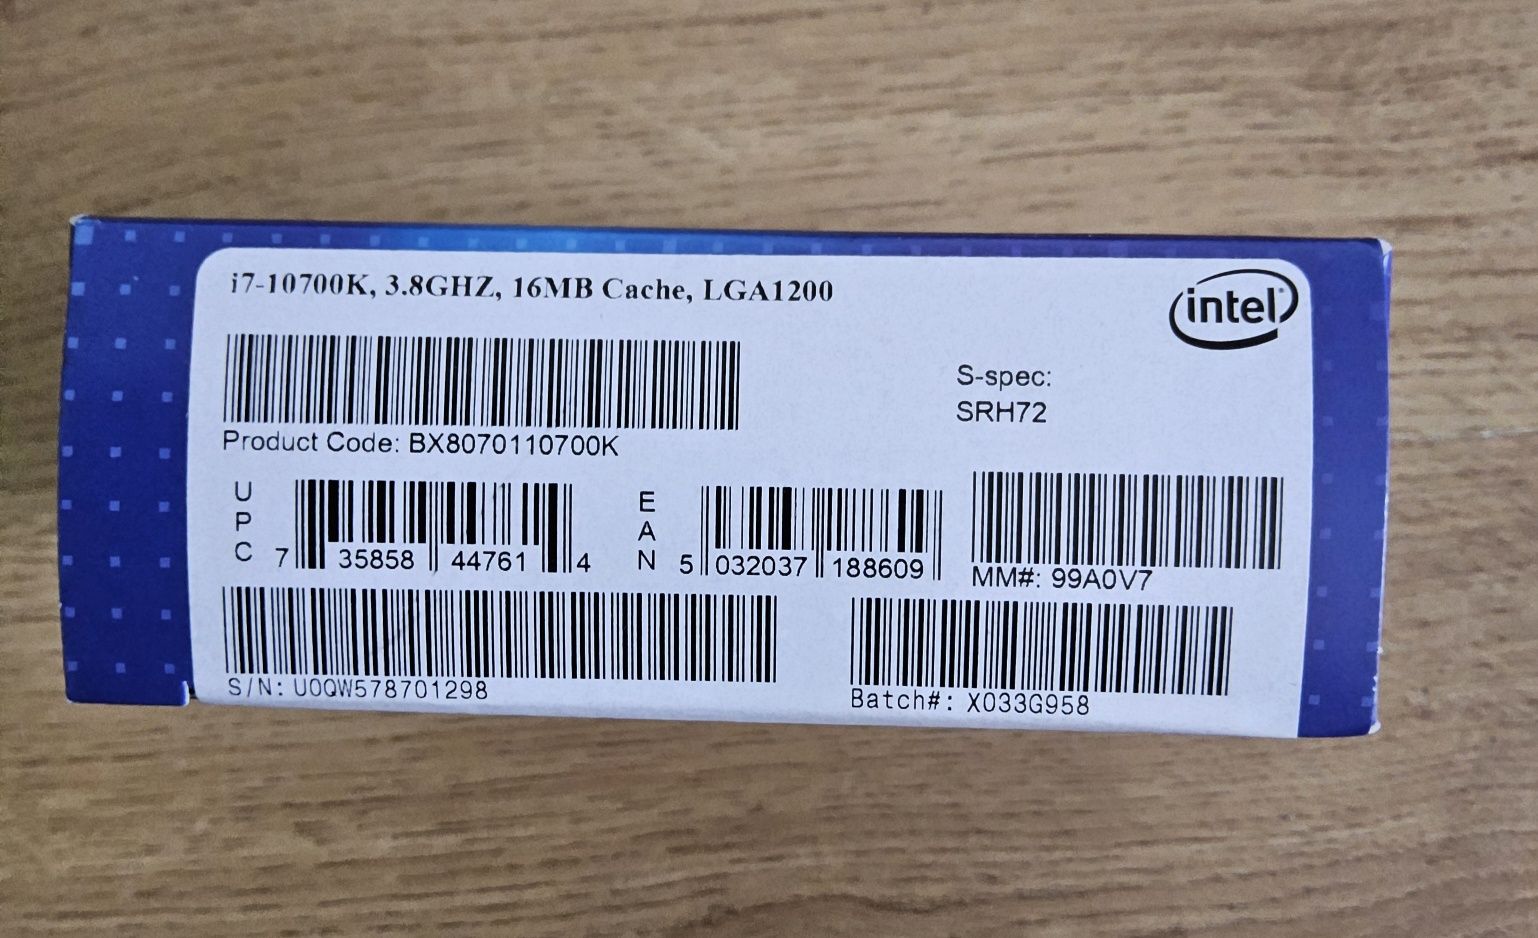 i7-10700K, 3.8GHZ, 16MB Cache, LGA1200
intel
S-spec:
SRH72
Product Code: BX8070110700K
UPC 7 35858 44761 4
EAN 5 032037 188609
MM#: 99A0V7
S/N: U0QW578701298
Batch#: X033G958